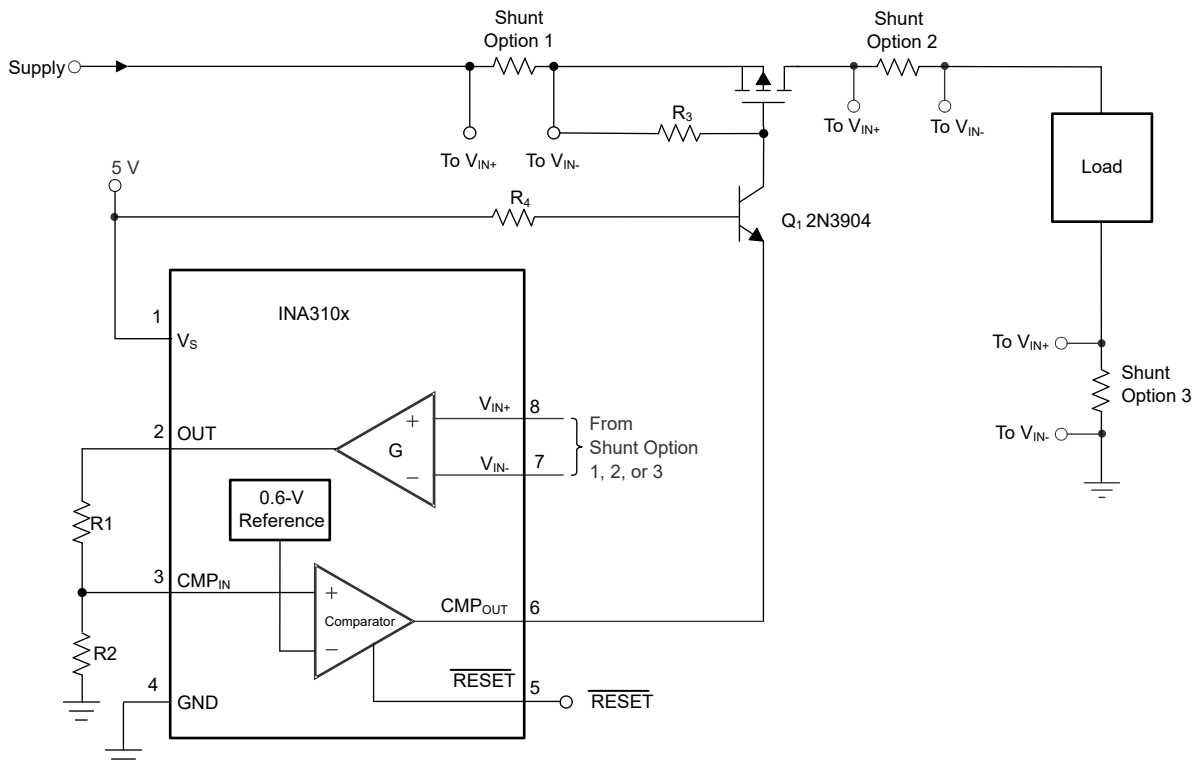 Shunt
Option 1
Shunt
Option 2
Supply
R3
To VIN+
To VIN-
To VIN+
To VIN-
Load
5 V
R4
Q1 2N3904
INA310x
1
VS
To VIN+
Shunt
Option 3
To VIN-
2
OUT
+
G
−
VIN+
8
VIN-
7
From
Shunt Option
1, 2, or 3
0.6-V
Reference
R1
3
CMPIN
+
Comparator
−
CMPOUT
6
R2
4
GND
RESET
5
RESET